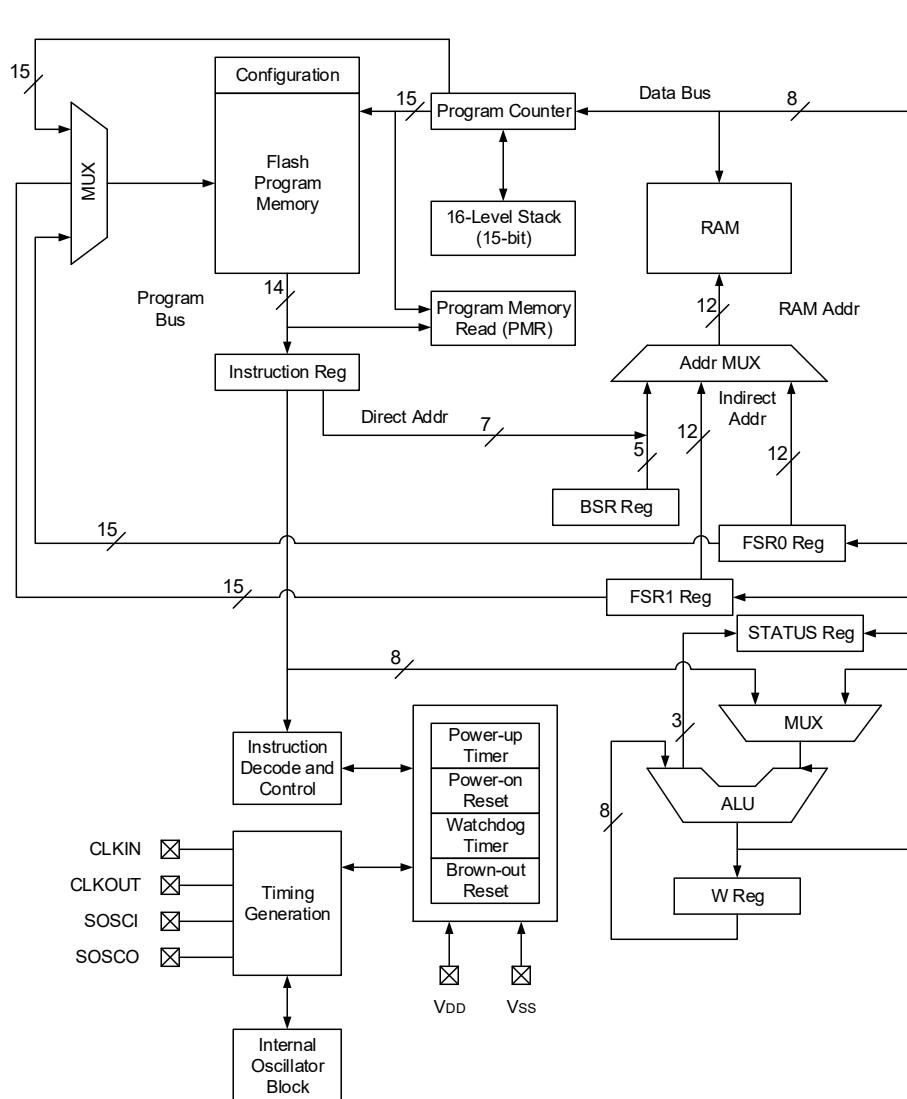 15
Configuration
Flash
Program
Memory
MUX
15
Program Counter
Data Bus
8
16-Level Stack
(15-bit)
RAM
Program
Bus
14
Program Memory
Read (PMR)
12
RAM Addr
Instruction Reg
Addr MUX
Direct Addr
7
Indirect
Addr
5
12
12
BSR Reg
15
FSR0 Reg
15
FSR1 Reg
STATUS Reg
8
3
MUX
Instruction
Decode and
Control
Power-up
Timer
Power-on
Reset
Watchdog
Timer
Brown-out
Reset
8
ALU
W Reg
CLKIN
CLKOUT
SOSCI
SOSCO
Timing
Generation
VDD
VSS
Internal
Oscillator
Block